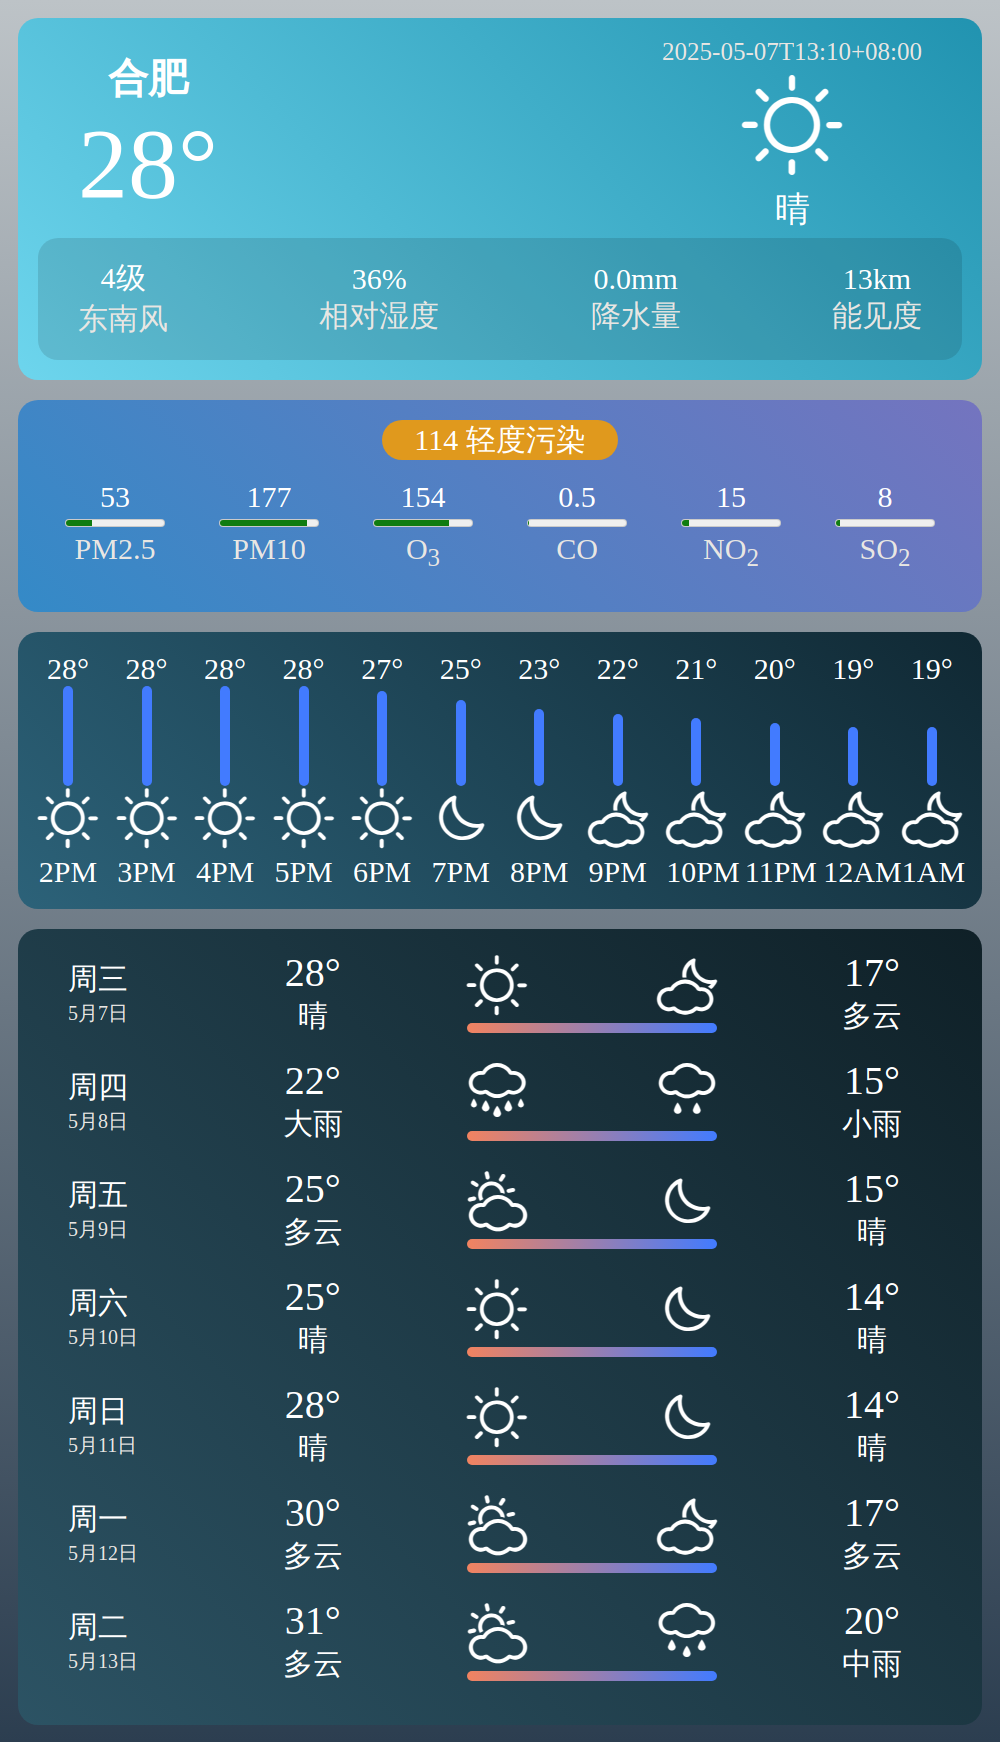 合肥
28°
2025-05-07T13:10+08:00
晴
4级 36% 0.0mm 13km
东南风 相对湿度 降水量 能见度
114 轻度污染
53 177 154 0.5 15 8
PM2.5 PM10 O3 CO NO2 SO2
28° 28° 28° 28° 27° 25° 23° 22° 21° 20° 19° 19°
2PM 3PM 4PM 5PM 6PM 7PM 8PM 9PM 10PM 11PM 12AM 1AM
周三 28° 17°
5月7日 晴 多云
周四 22° 15°
5月8日 大雨 小雨
周五 25° 15°
5月9日 多云 晴
周六 25° 14°
5月10日 晴 晴
周日 28° 14°
5月11日 晴 晴
周一 30° 17°
5月12日 多云 多云
周二 31° 20°
5月13日 多云 中雨